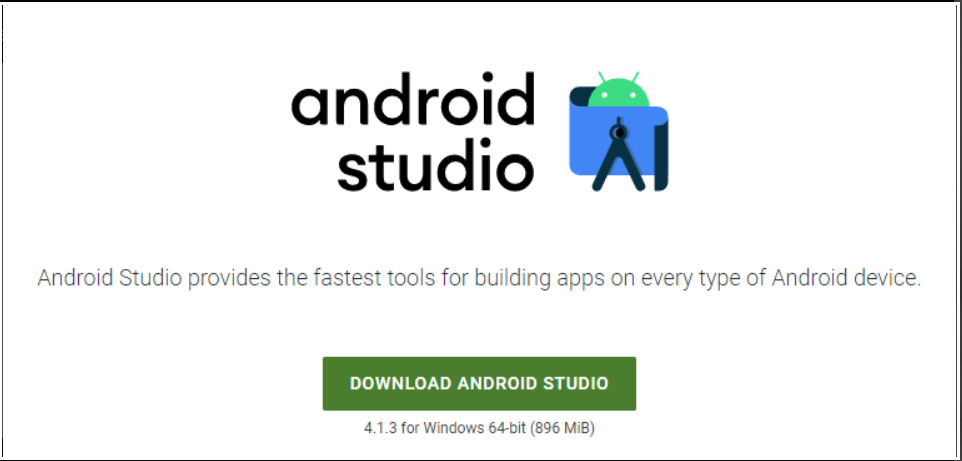 android
studio
Android Studio provides the fastest tools for building apps on every type of Android device.
DOWNLOAD ANDROID STUDIO
4.1.3 for Windows 64-bit (896 MiB)